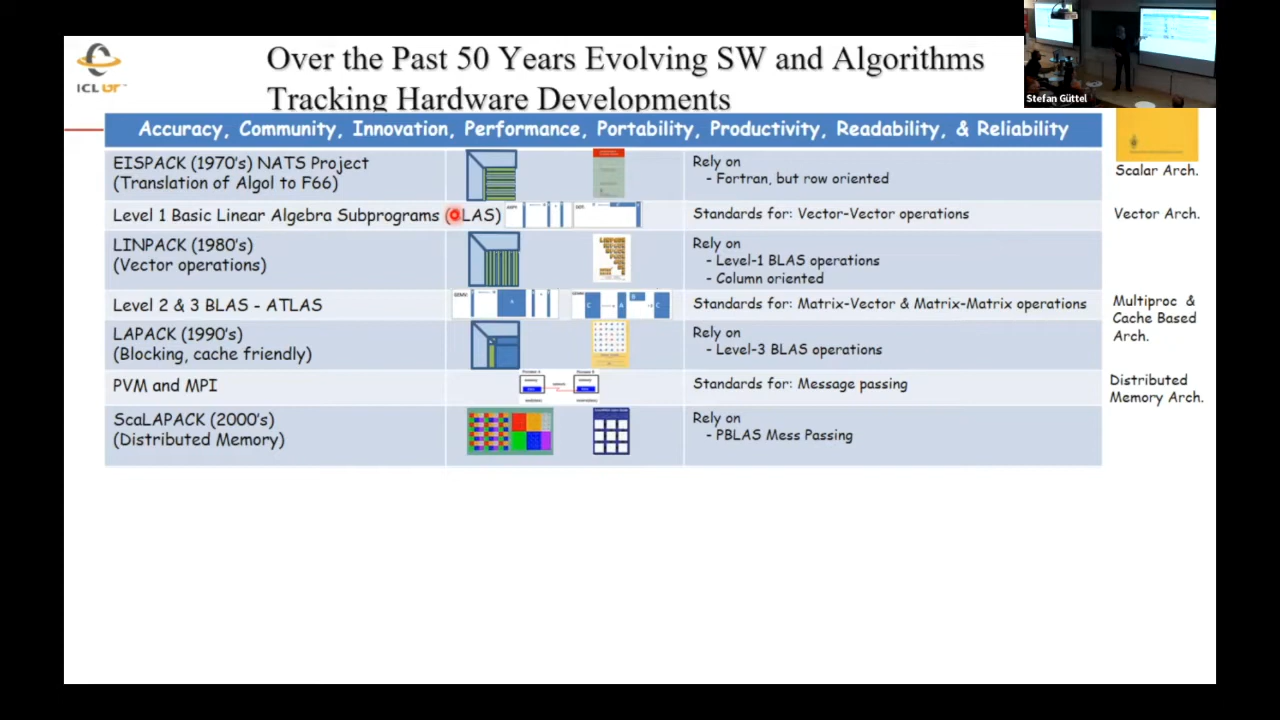 ICL UT
Over the Past 50 Years Evolving SW and Algorithms
Tracking Hardware Developments
Stefan Güttel
Accuracy, Community, Innovation, Performance, Portability, Productivity, Readability, & Reliability
EISPACK (1970's) NATS Project
(Translation of Algol to F66)
Rely on
- Fortran, but row oriented
Scalar Arch.
Level 1 Basic Linear Algebra Subprograms (BLAS)
Standards for: Vector-Vector operations
Vector Arch.
LINPACK (1980's)
(Vector operations)
Rely on
- Level-1 BLAS operations
- Column oriented
Level 2 & 3 BLAS - ATLAS
A
C
A
B
C
Standards for: Matrix-Vector & Matrix-Matrix operations
Multiproc &
Cache Based
Arch.
LAPACK (1990's)
(Blocking, cache friendly)
Rely on
- Level-3 BLAS operations
PVM and MPI
Standards for: Message passing
Distributed
Memory Arch.
ScaLAPACK (2000's)
(Distributed Memory)
Rely on
- PBLAS Mess Passing